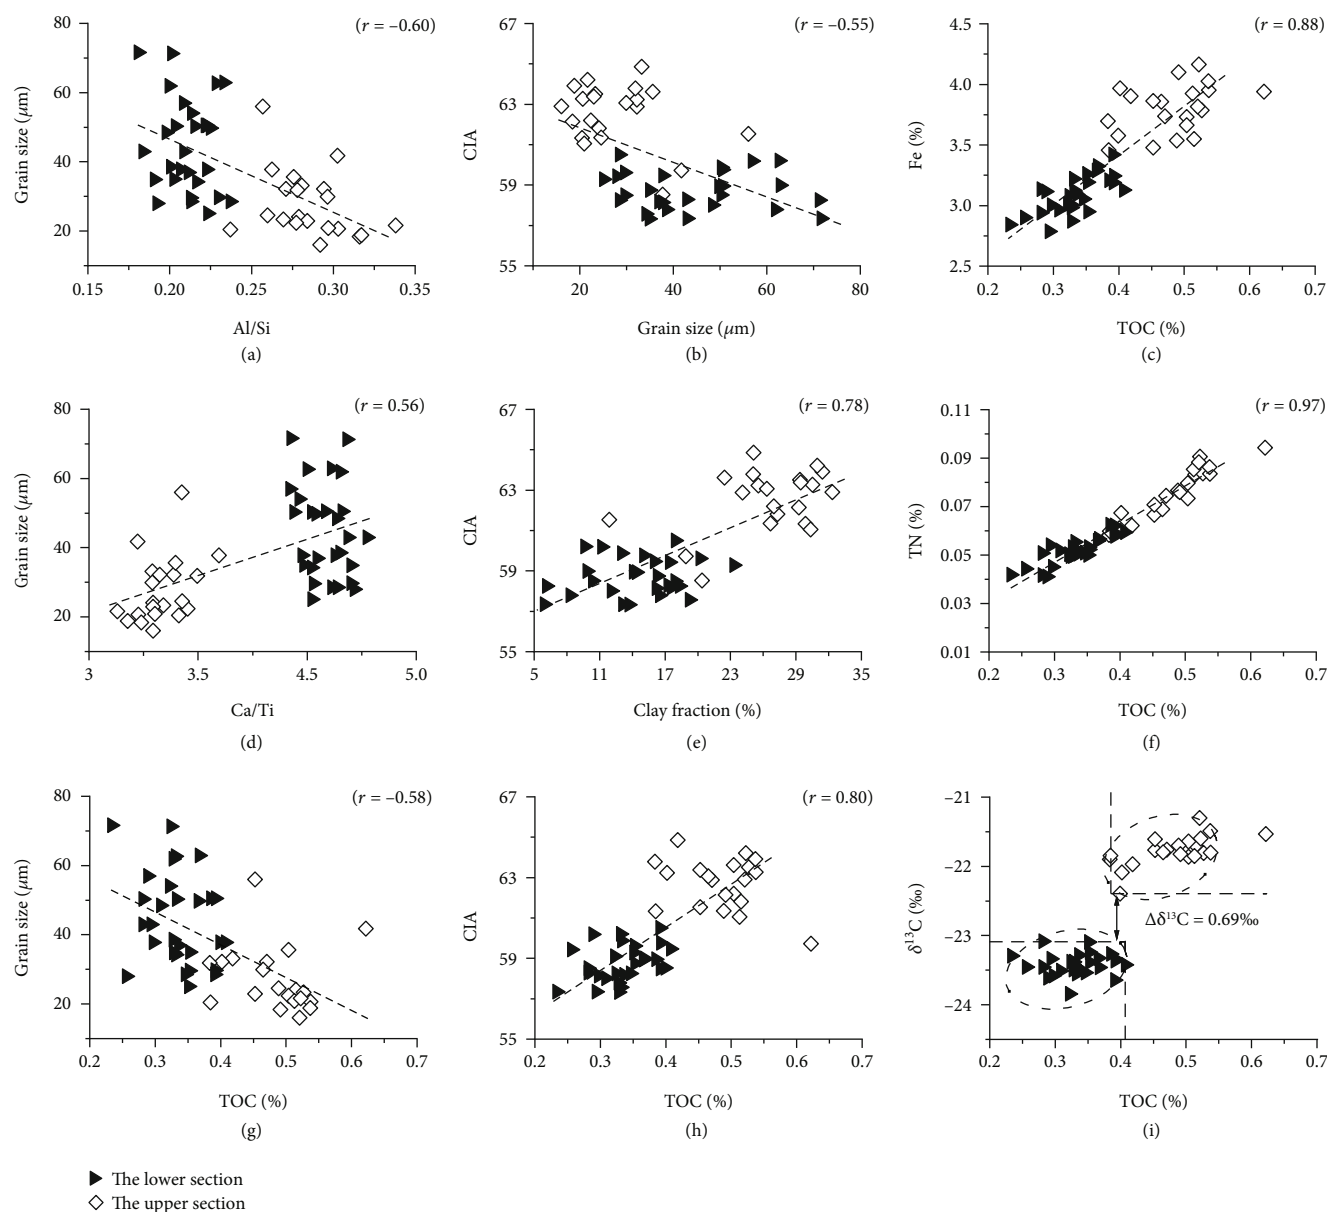 (r = –0.60)
80
60
40
20
Grain size (μm)
0.15 0.20 0.25 0.30 0.35
Al/Si
(a)
(r = –0.55)
67
63
59
55
CIA
20 40 60 80
Grain size (μm)
(b)
(r = 0.88)
4.5
4.0
3.5
3.0
2.5
Fe (%)
0.2 0.3 0.4 0.5 0.6 0.7
TOC (%)
(c)
(r = 0.56)
80
60
40
20
Grain size (μm)
3 3.5 4.5 5.0
Ca/Ti
(d)
(r = 0.78)
67
63
59
55
CIA
5 11 17 23 29 35
Clay fraction (%)
(e)
(r = 0.97)
0.11
0.09
0.07
0.05
0.03
0.01
TN (%)
0.2 0.3 0.4 0.5 0.6 0.7
TOC (%)
(f)
(r = –0.58)
80
60
40
20
Grain size (μm)
0.2 0.3 0.4 0.5 0.6 0.7
TOC (%)
(g)
(r = 0.80)
67
63
59
55
CIA
0.2 0.3 0.4 0.5 0.6 0.7
TOC (%)
(h)
–21
–22
–23
–24
δ¹³C (‰)
Δδ¹³C = 0.69‰
0.2 0.3 0.4 0.5 0.6 0.7
TOC (%)
(i)
The lower section
The upper section